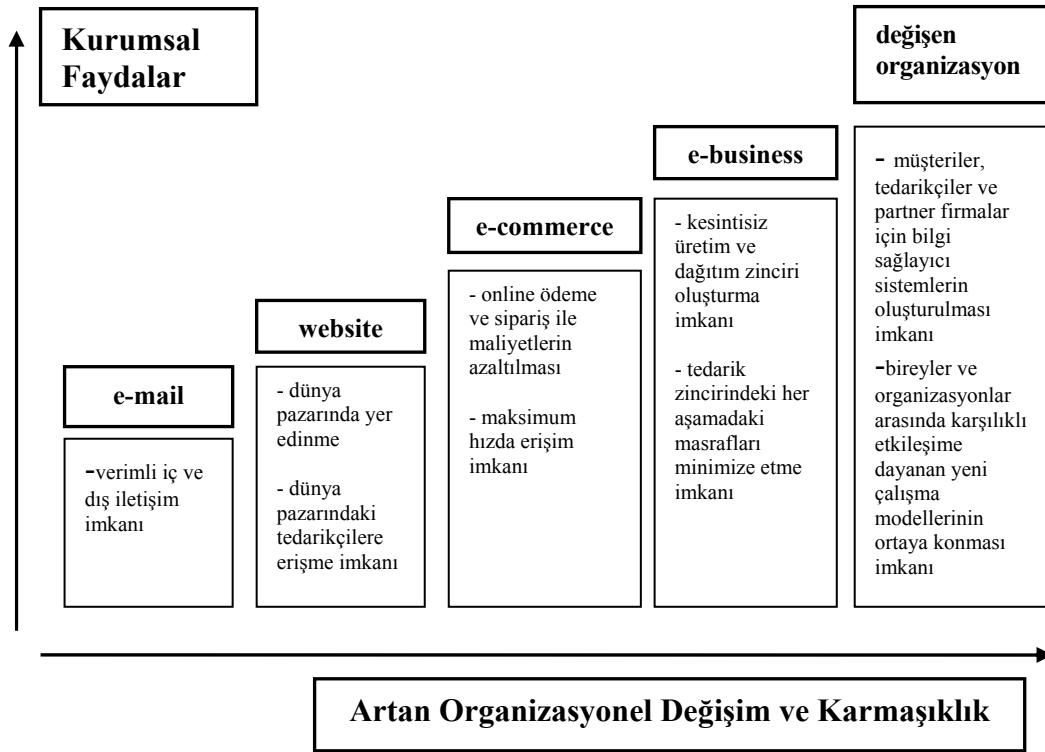 Kurumsal
Faydalar
değişen
organizasyon
e-business
e-commerce
website
e-mail
-verimli iç ve
dış iletişim
imkanı
- dünya
pazarında yer
edinme
- dünya
pazarındaki
tedarikçilere
erişme imkanı
- online ödeme
ve sipariş ile
maliyetlerin
azaltılması
- maksimum
hızda erişim
imkanı
- kesintisiz
üretim ve
dağıtım zinciri
oluşturma
imkanı
- tedarik
zincirindeki her
aşamadaki
masrafları
minimize etme
imkanı
- müşteriler,
tedarikçiler ve
partner firmalar
için bilgi
sağlayıcı
sistemlerin
oluşturulması
imkanı
-bireyler ve
organizasyonlar
arasında karşılıklı
etkileşime
dayanan yeni
çalışma
modellerinin
ortaya konması
imkanı
Artan Organizasyonel Değişim ve Karmaşıklık